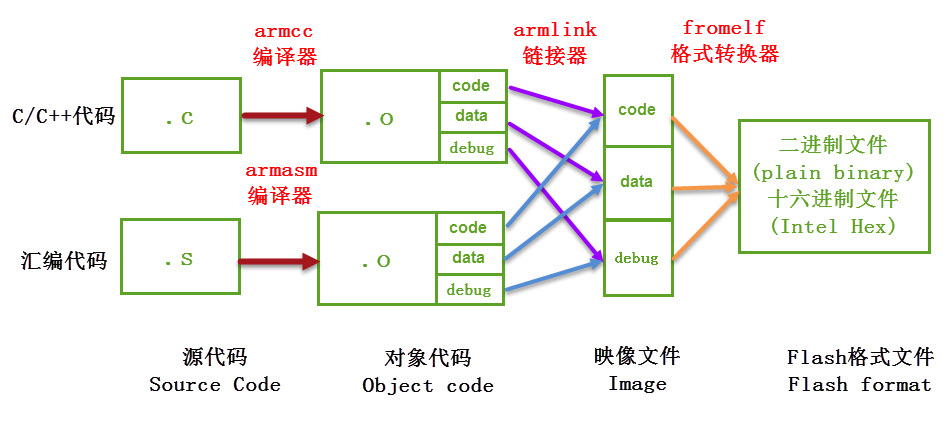 armcc
编译器
armlink
链接器
fromelf
格式转换器
C/C++代码
.C
.O
code
data
debug
armasm
编译器
汇编代码
.S
.O
code
data
debug
code
data
debug
二进制文件
(plain binary)
十六进制文件
(Intel Hex)
源代码
Source Code
对象代码
Object code
映像文件
Image
Flash格式文件
Flash format